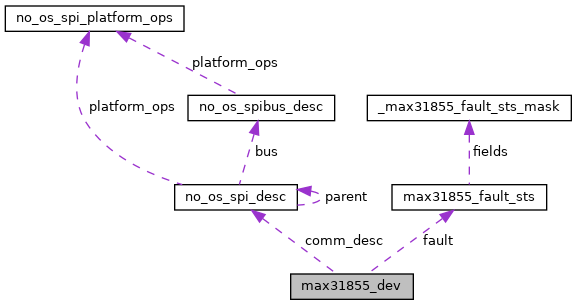 no_os_spi_platform_ops
platform_ops
platform_ops
no_os_spibus_desc
_max31855_fault_sts_mask
bus
fields
no_os_spi_desc
parent
max31855_fault_sts
comm_desc
fault
max31855_dev